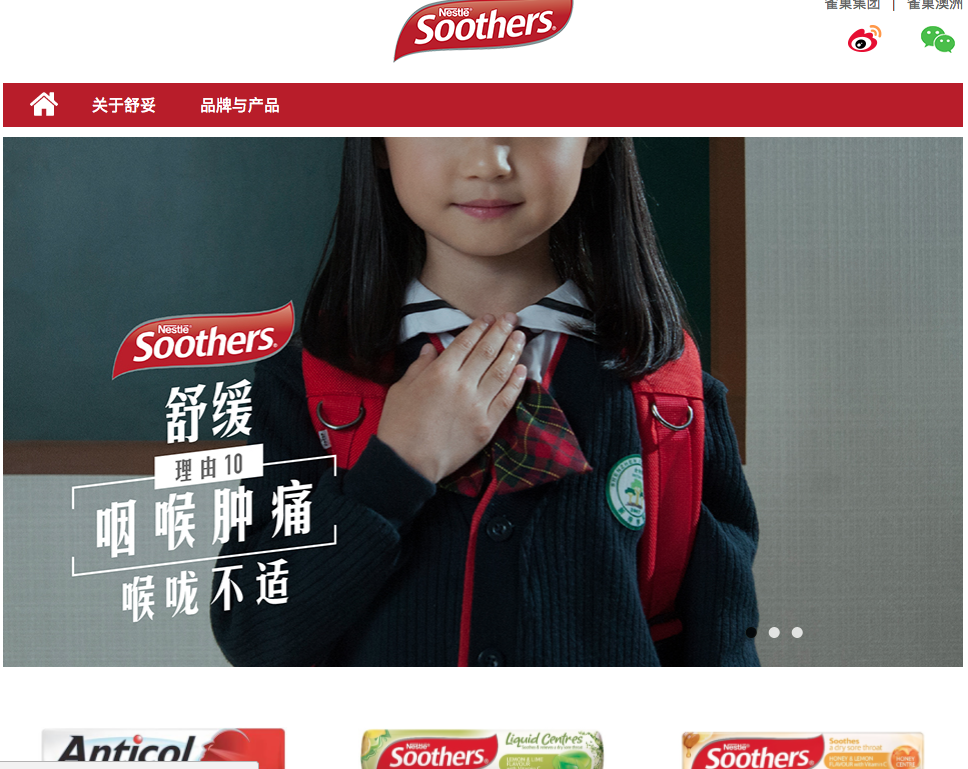 雀巢集团 | 雀巢澳洲
Nestlé
Soothers
关于舒妥
品牌与产品
Nestlé
Soothers
舒缓
理由10
咽喉肿痛
喉咙不适
Anticol
Nestlé
Soothers
Liquid Centres
LEMON & LIME
FLAVOUR
Nestlé
Soothers
Soothes
a dry sore throat
HONEY & LEMON
FLAVOUR with Vitamin C
HONEY
CENTRE